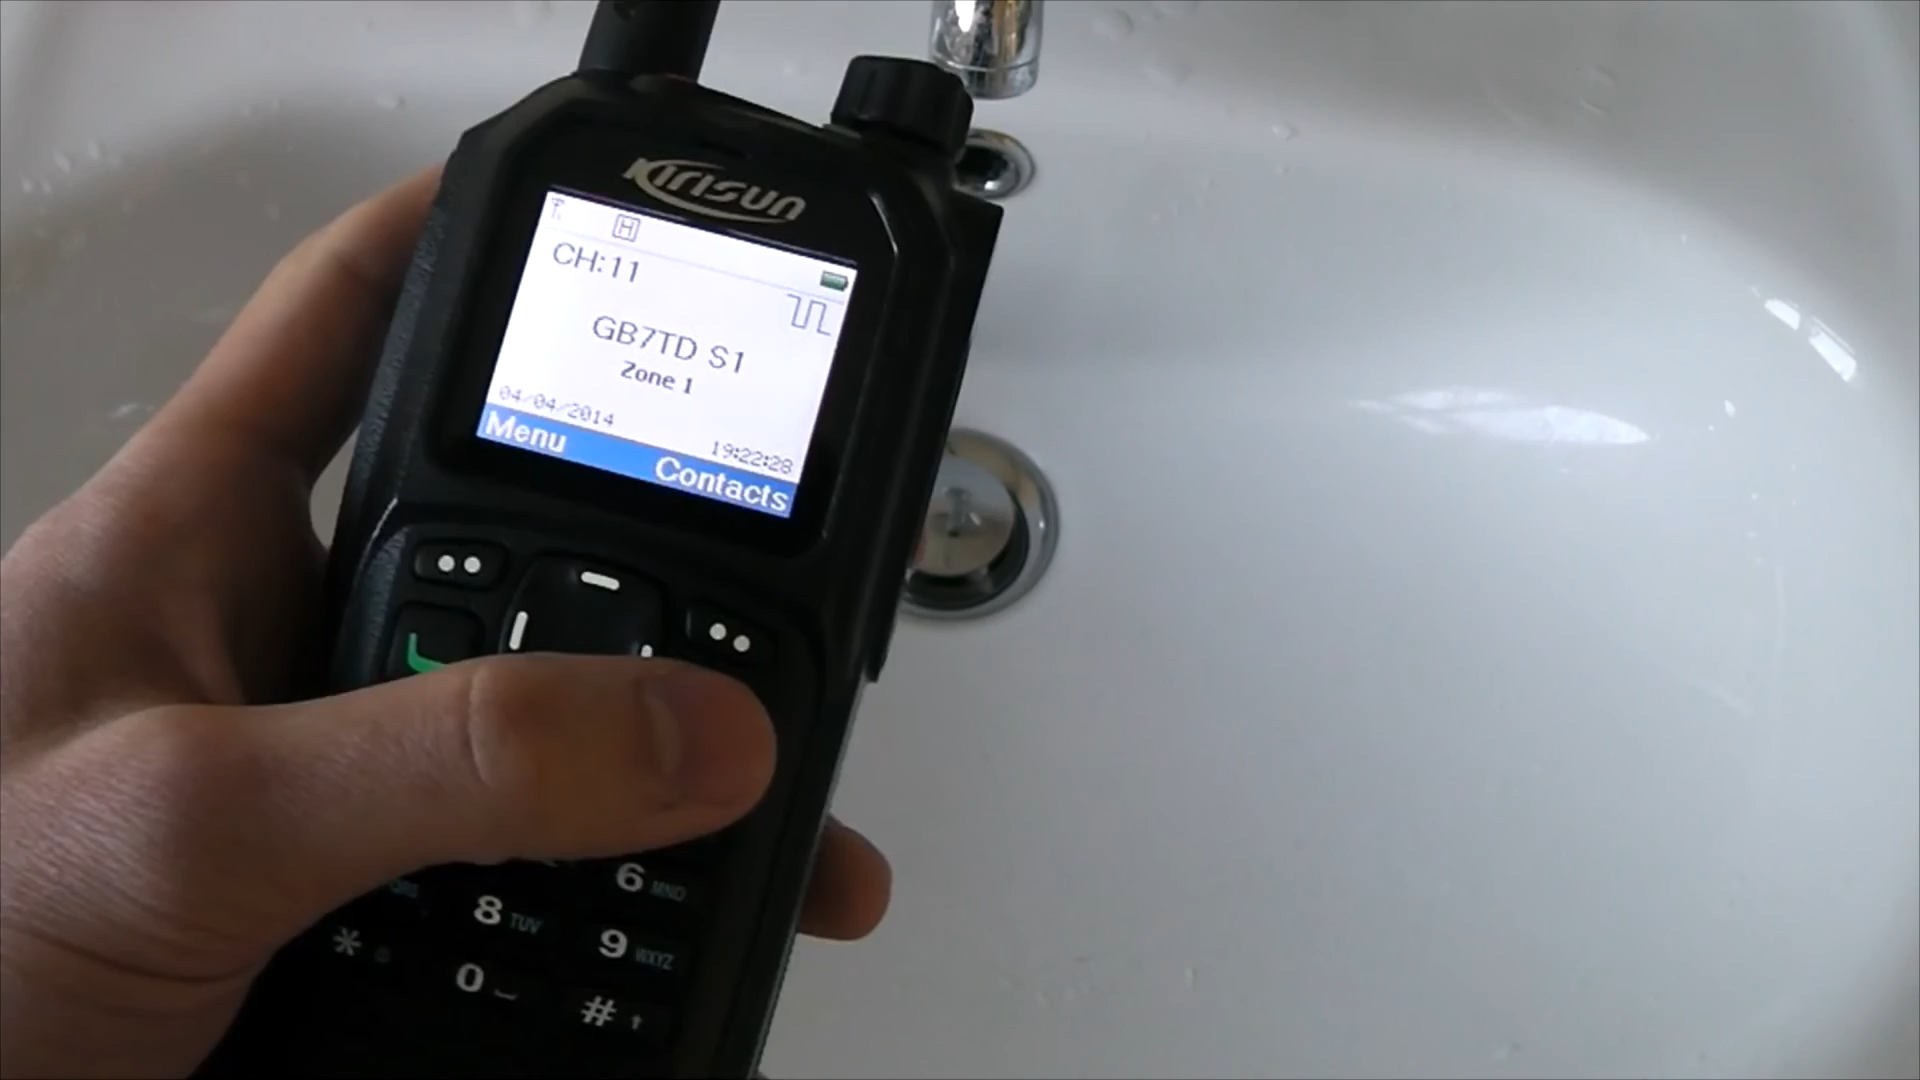 Kirisun
H
CH:11
GB7TD S1
Zone 1
04/04/2014
19:22:28
Menu
Contacts
6 MNO
8 TUV
9 WXYZ
*
0
#